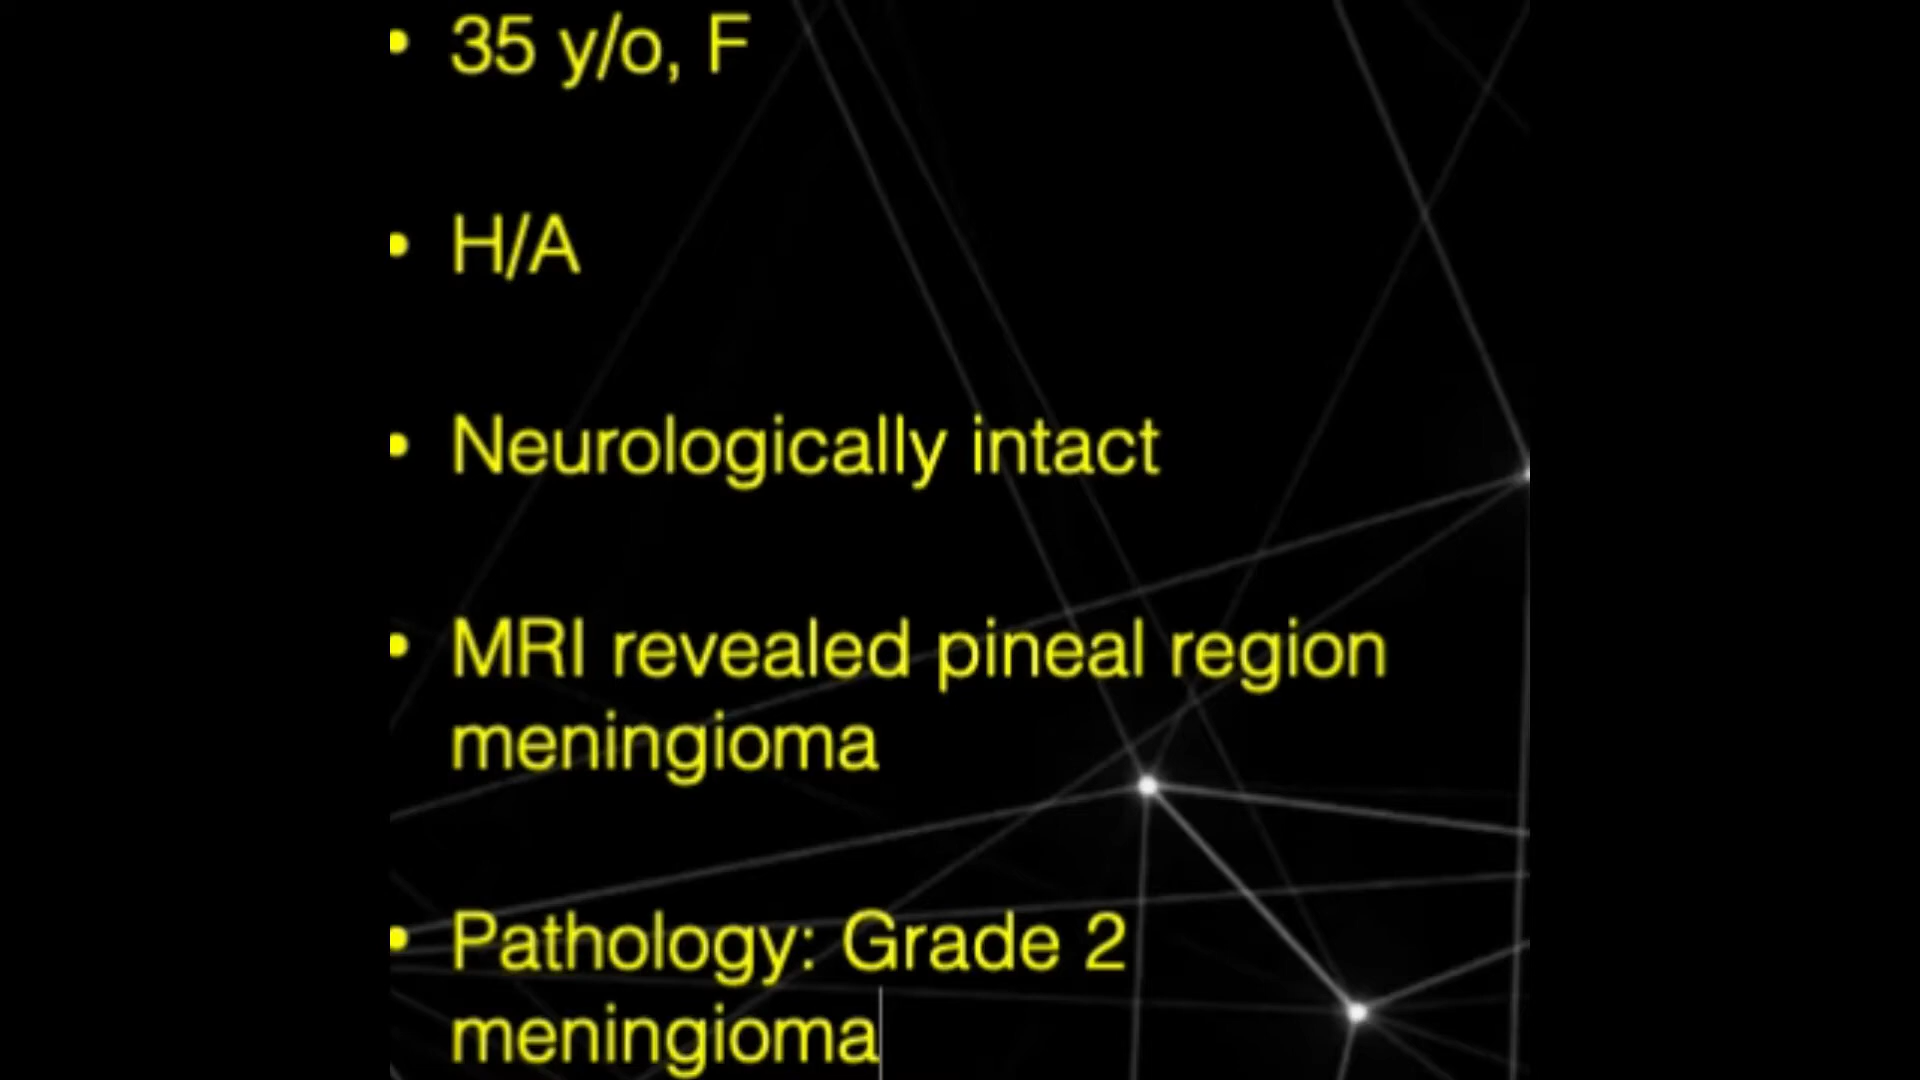 • 35 y/o, F
• H/A
• Neurologically intact
• MRI revealed pineal region
meningioma
• Pathology: Grade 2
meningioma